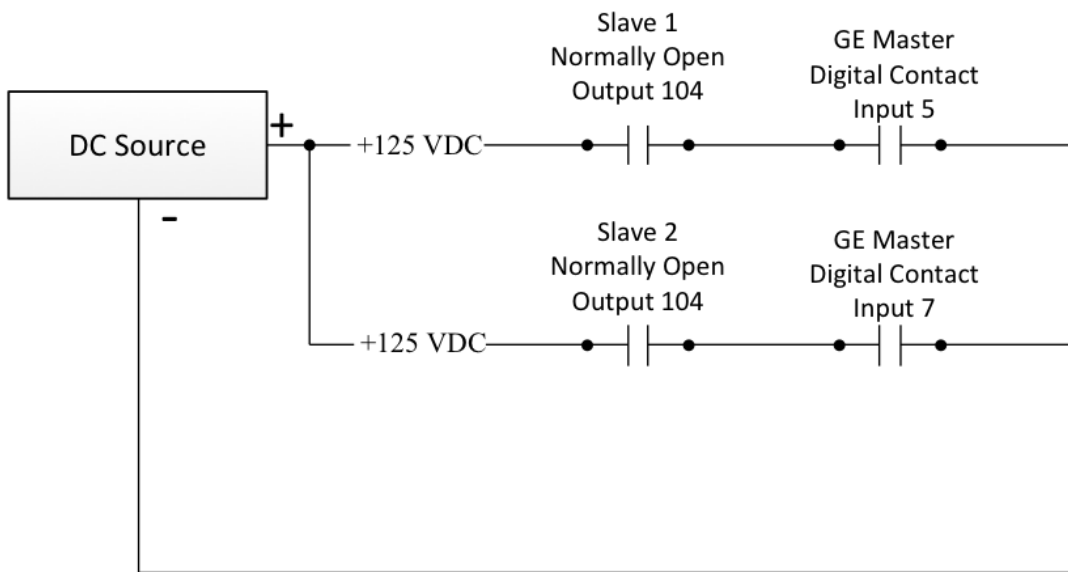 Slave 1
Normally Open
Output 104
GE Master
Digital Contact
Input 5
DC Source
+
+125 VDC
-
Slave 2
Normally Open
Output 104
GE Master
Digital Contact
Input 7
+125 VDC